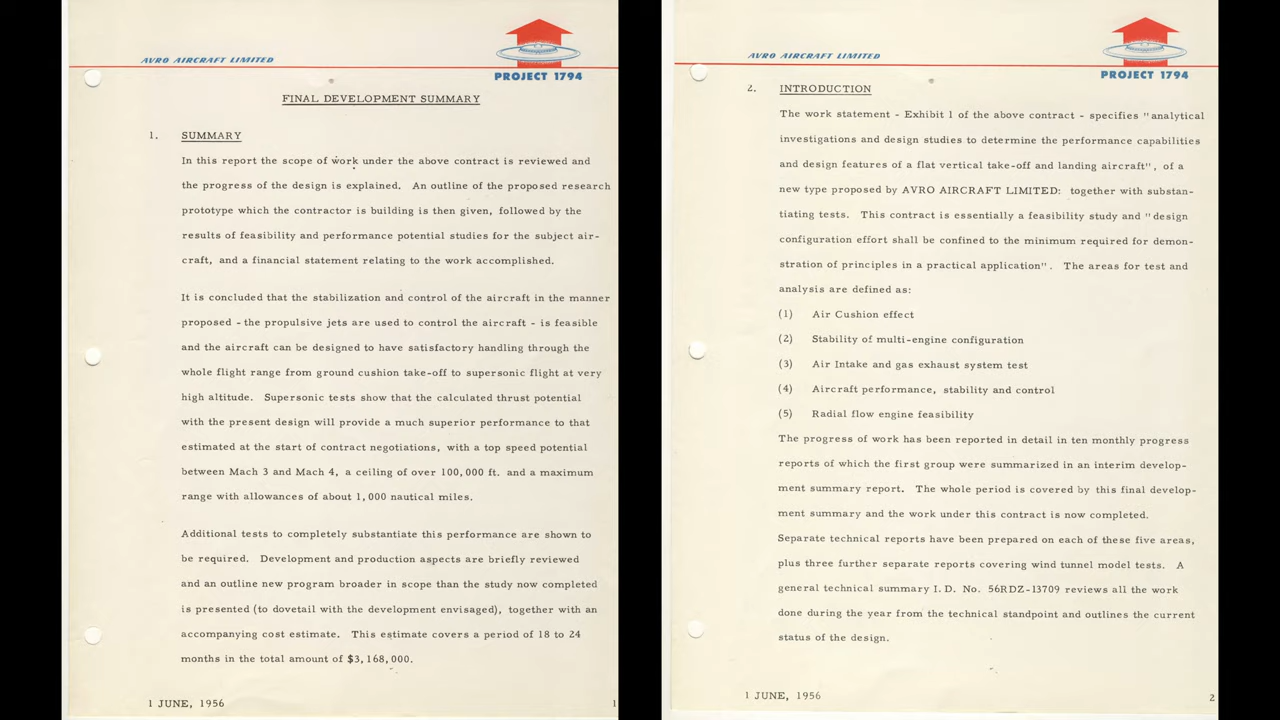 AVRO AIRCRAFT LIMITED
PROJECT 1794
FINAL DEVELOPMENT SUMMARY
1. SUMMARY
In this report the scope of work under the above contract is reviewed and
the progress of the design is explained. An outline of the proposed research
prototype which the contractor is building is then given, followed by the
results of feasibility and performance potential studies for the subject air-
craft, and a financial statement relating to the work accomplished.
It is concluded that the stabilization and control of the aircraft in the manner
proposed - the propulsive jets are used to control the aircraft - is feasible
and the aircraft can be designed to have satisfactory handling through the
whole flight range from ground cushion take-off to supersonic flight at very
high altitude. Supersonic tests show that the calculated thrust potential
with the present design will provide a much superior performance to that
estimated at the start of contract negotiations, with a top speed potential
between Mach 3 and Mach 4, a ceiling of over 100,000 ft. and a maximum
range with allowances of about 1,000 nautical miles.
Additional tests to completely substantiate this performance are shown to
be required. Development and production aspects are briefly reviewed
and an outline new program broader in scope than the study now completed
is presented (to dovetail with the development envisaged), together with an
accompanying cost estimate. This estimate covers a period of 18 to 24
months in the total amount of $3,168,000.
1 JUNE, 1956
1
AVRO AIRCRAFT LIMITED
PROJECT 1794
2. INTRODUCTION
The work statement - Exhibit 1 of the above contract - specifies "analytical
investigations and design studies to determine the performance capabilities
and design features of a flat vertical take-off and landing aircraft", of a
new type proposed by AVRO AIRCRAFT LIMITED: together with substan-
tiating tests. This contract is essentially a feasibility study and "design
configuration effort shall be confined to the minimum required for demon-
stration of principles in a practical application". The areas for test and
analysis are defined as:
(1) Air Cushion effect
(2) Stability of multi-engine configuration
(3) Air Intake and gas exhaust system test
(4) Aircraft performance, stability and control
(5) Radial flow engine feasibility
The progress of work has been reported in detail in ten monthly progress
reports of which the first group were summarized in an interim develop-
ment summary report. The whole period is covered by this final develop-
ment summary and the work under this contract is now completed.
Separate technical reports have been prepared on each of these five areas,
plus three further separate reports covering wind tunnel model tests. A
general technical summary I. D. No. 56RDZ-13709 reviews all the work
done during the year from the technical standpoint and outlines the current
status of the design.
1 JUNE, 1956
2